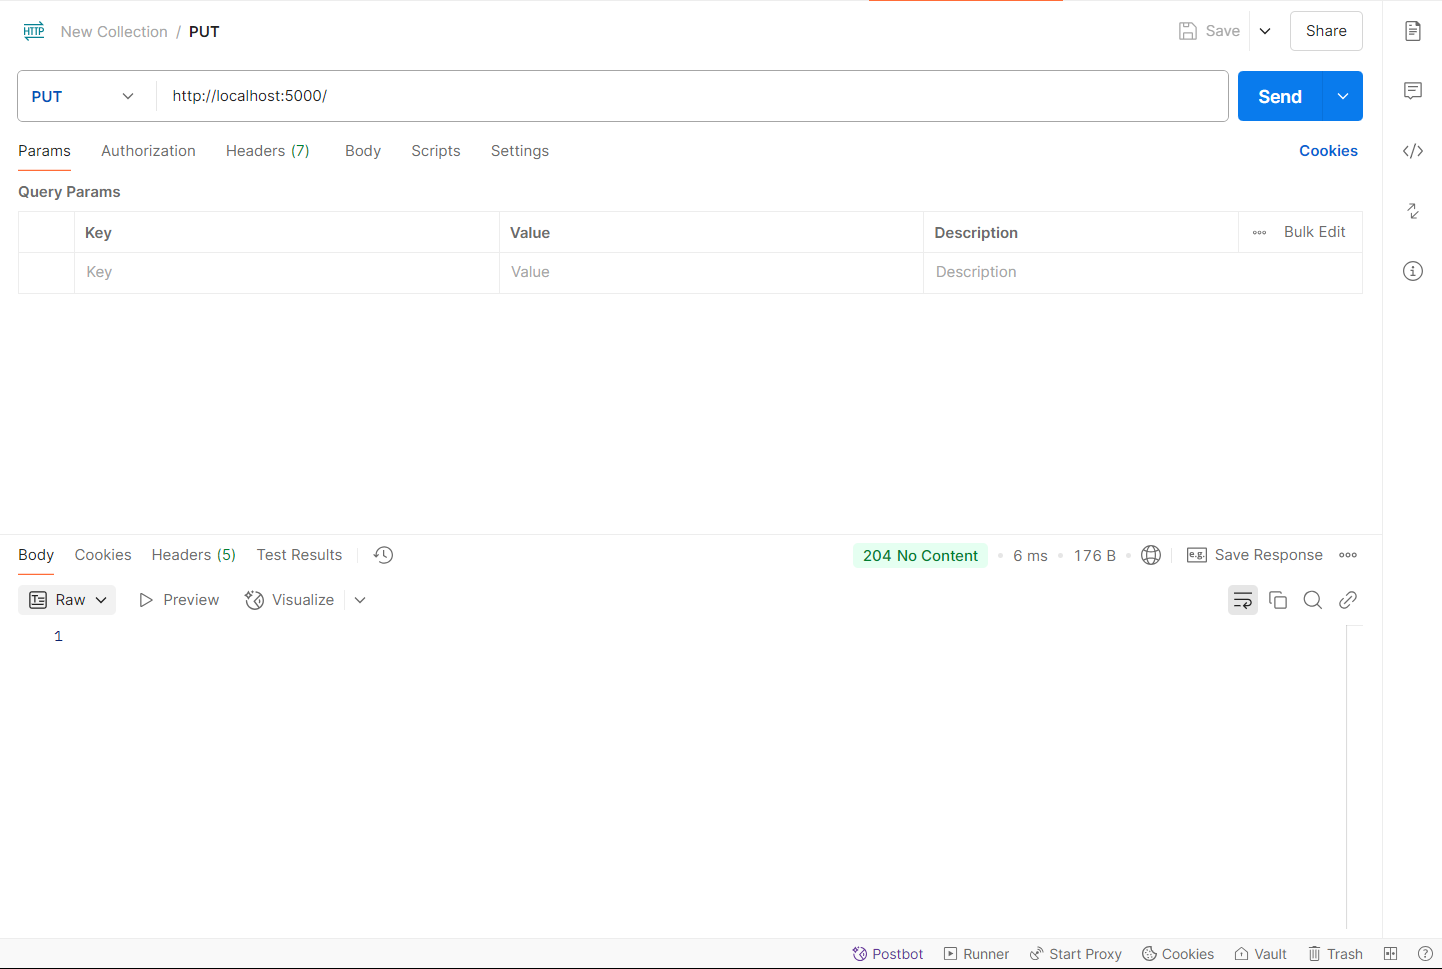 HTTP New Collection / PUT Save Share
PUT http://localhost:5000/ Send
Params Authorization Headers (7) Body Scripts Settings Cookies
Query Params
Key Value Description Bulk Edit
Key Value Description
Body Cookies Headers (5) Test Results 204 No Content 6 ms 176 B e.g. Save Response
Raw Preview Visualize
1
Postbot Runner Start Proxy Cookies Vault Trash